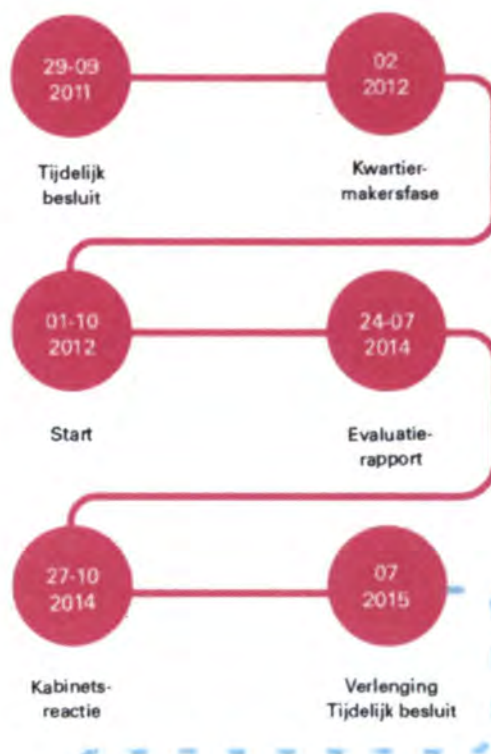 29-09
2011
Tijdelijk
besluit
02
2012
Kwartier-
makersfase
01-10
2012
Start
24-07
2014
Evaluatie-
rapport
27-10
2014
Kabinets-
reactie
07
2015
Verlenging
Tijdelijk besluit